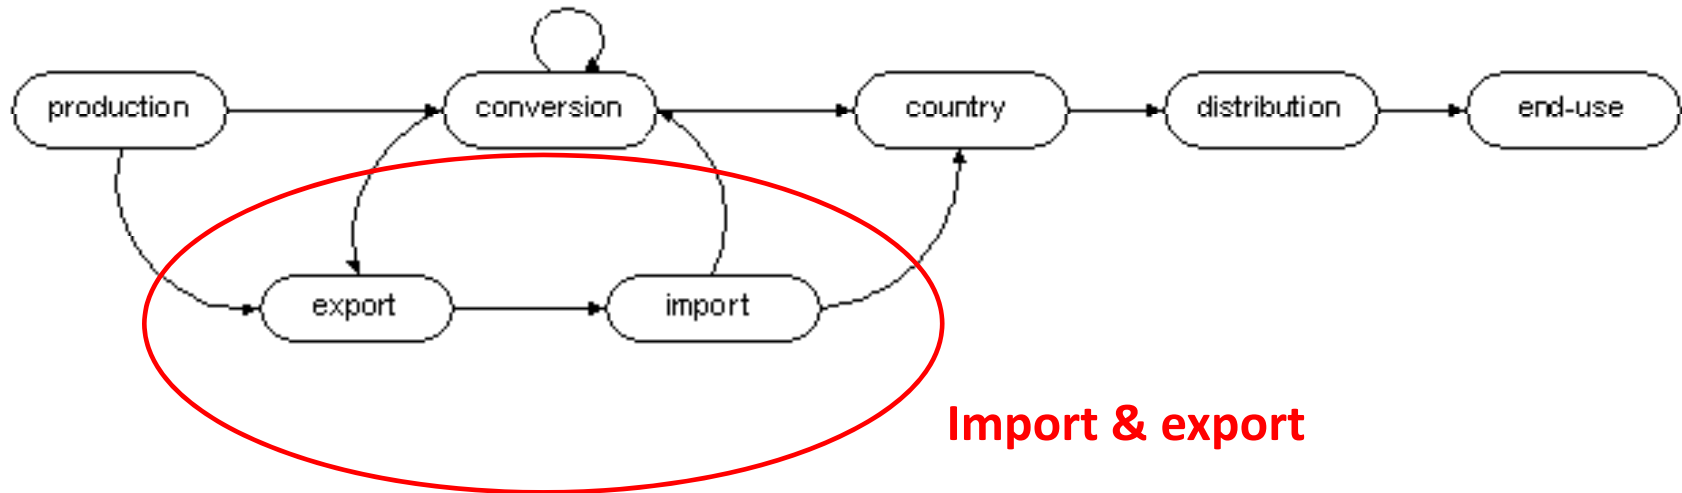 production
conversion
country
distribution
end-use
export
import
Import & export